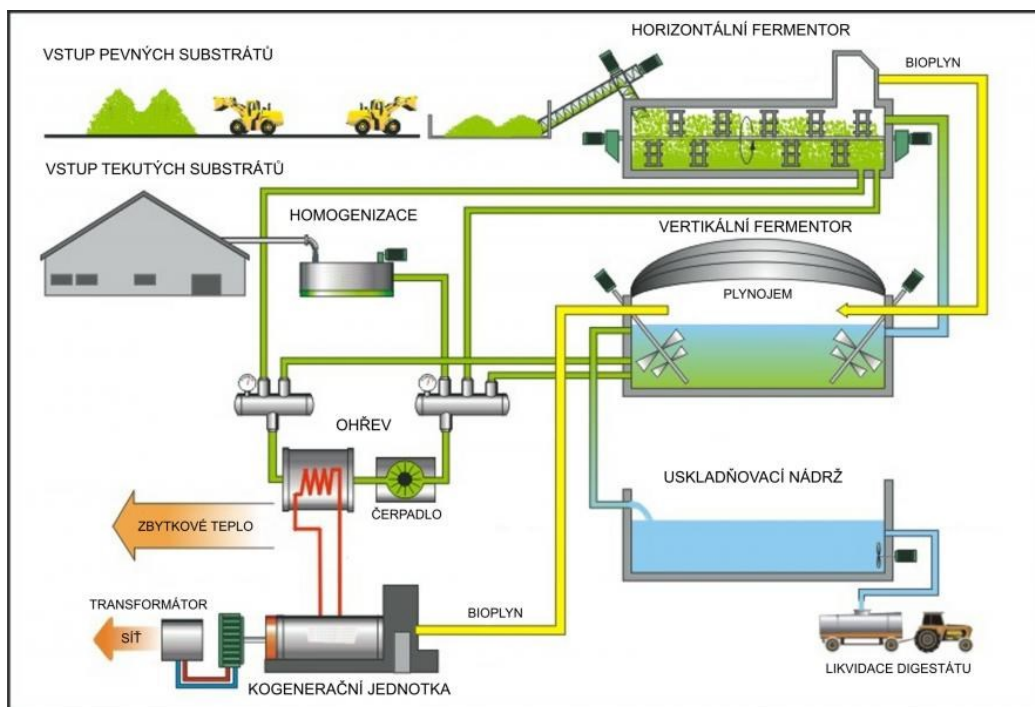 HORIZONTÁLNÍ FERMENTOR
VSTUP PEVNÝCH SUBSTRÁTŮ
BIOPLYN
VSTUP TEKUTÝCH SUBSTRÁTŮ
HOMOGENIZACE
VERTIKÁLNÍ FERMENTOR
PLYNOJEM
OHŘEV
ČERPADLO
USKLADŇOVACÍ NÁDRŽ
ZBYTKOVÉ TEPLO
TRANSFORMÁTOR
BIOPLYN
SÍŤ
LIKVIDACE DIGESTÁTU
KOGENERAČNÍ JEDNOTKA